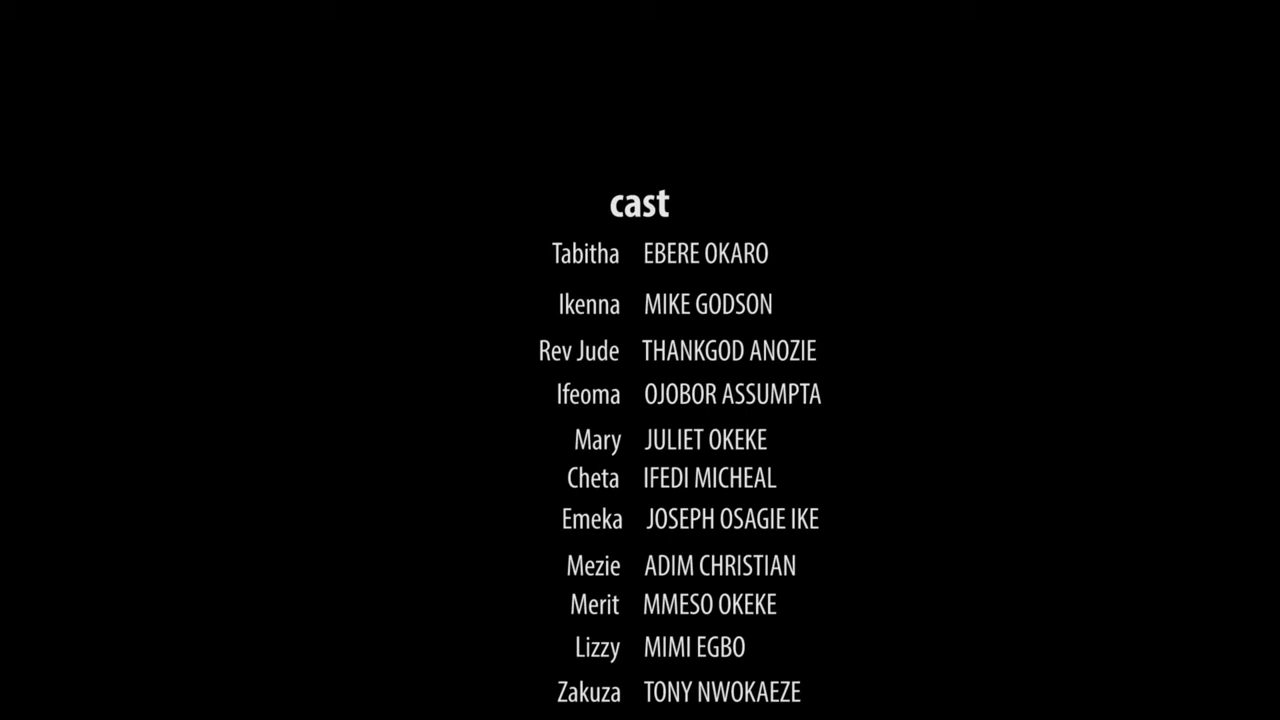 cast
Tabitha EBERE OKARO
Ikenna MIKE GODSON
Rev Jude THANKGOD ANOZIE
Ifeoma OJOBOR ASSUMPTA
Mary JULIET OKEKE
Cheta IFEDI MICHEAL
Emeka JOSEPH OSAGIE IKE
Mezie ADIM CHRISTIAN
Merit MMESO OKEKE
Lizzy MIMI EGBO
Zakuza TONY NWOKAEZE